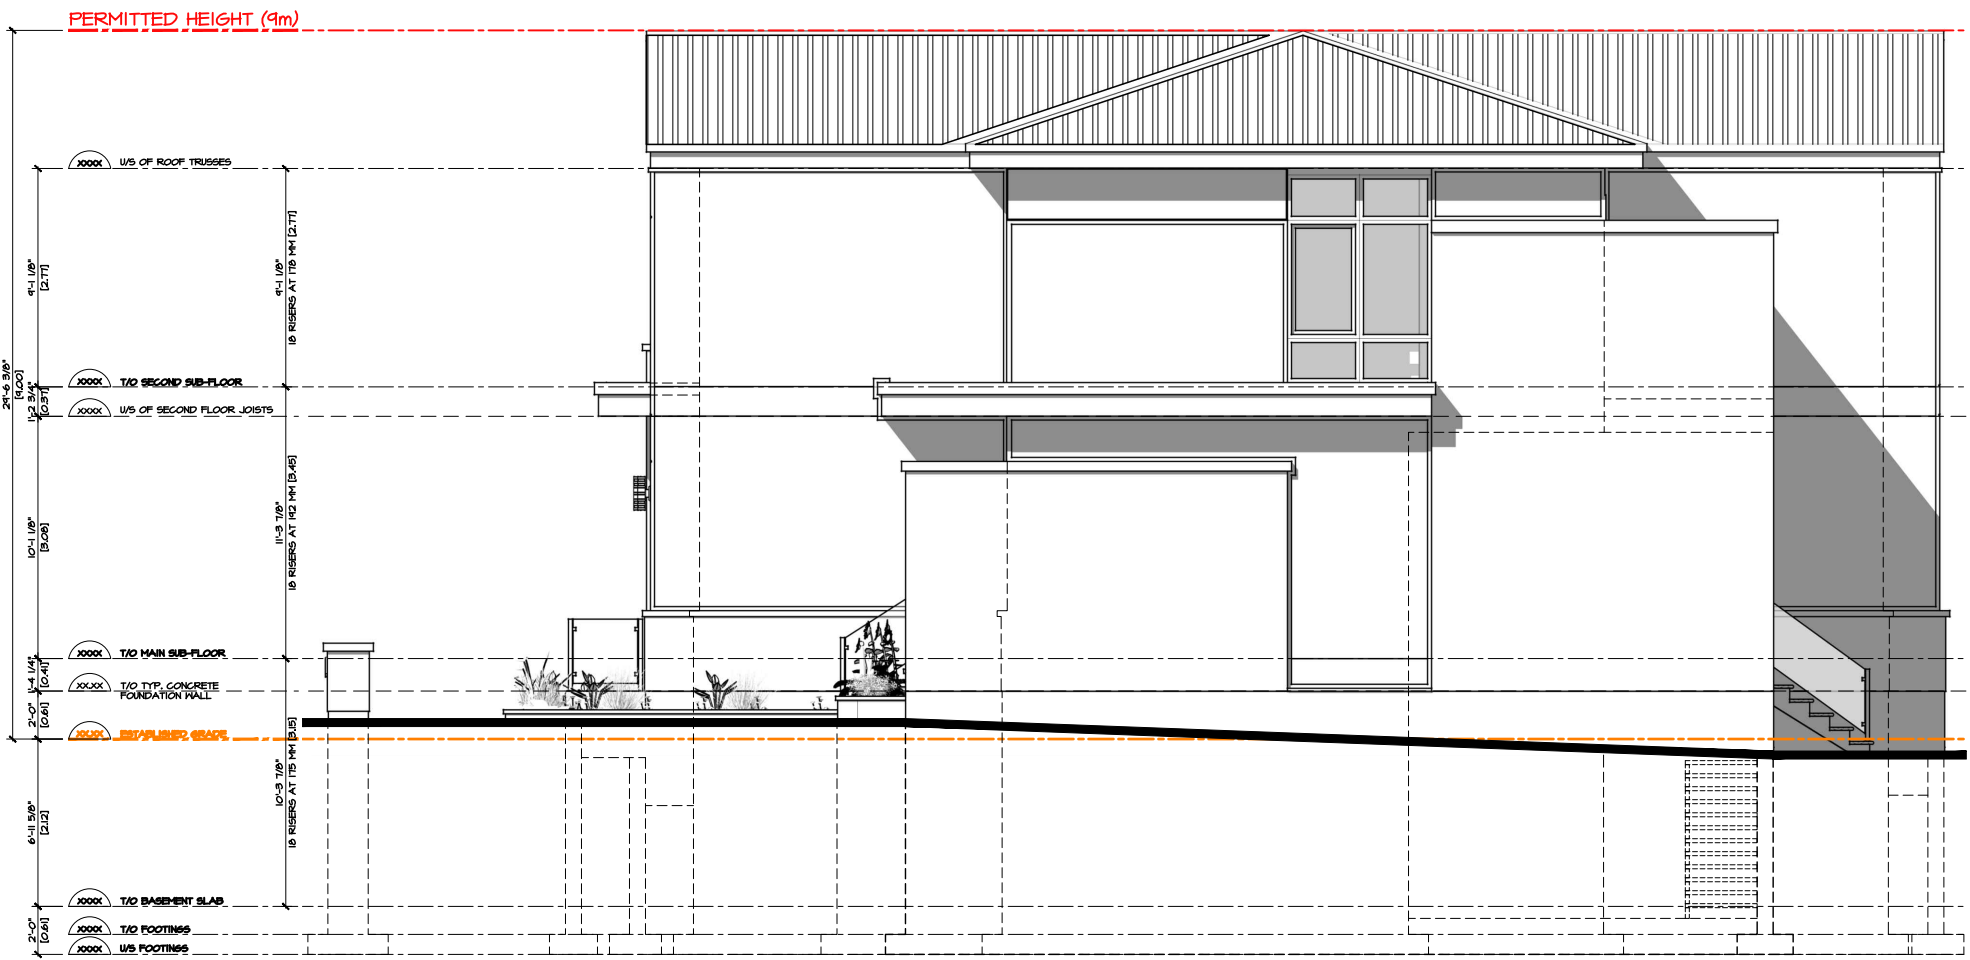 PERMITTED HEIGHT (9m)
XXXX U/S OF ROOF TRUSSES
XXXX T/O SECOND SUB-FLOOR
XXXX U/S OF SECOND FLOOR JOISTS
XXXX T/O MAIN SUB-FLOOR
XX.XX T/O TYP. CONCRETE
FOUNDATION WALL
XX.XX ESTABLISHED GRADE
XXXX T/O BASEMENT SLAB
XXXX T/O FOOTINGS
XXXX U/S FOOTINGS
29'-6 3/8"
[9.00]
9'-1 1/8"
[2.77]
1'-2 3/4"
[0.37]
10'-1 1/8"
[3.08]
1'-4 1/4"
[0.41]
2'-0"
[0.61]
6'-11 5/8"
[2.12]
2'-0"
[0.61]
9'-1 1/8"
18 RISERS AT 178 MM [2.77]
11'-3 7/8"
18 RISERS AT 192 MM [3.45]
10'-3 7/8"
18 RISERS AT 175 MM [3.15]